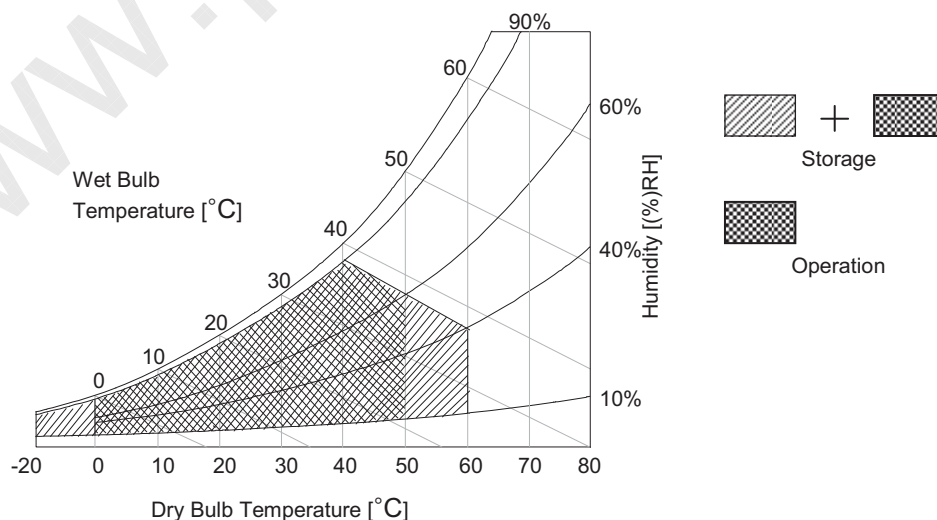 www.p
90%
60
60%
50
Wet Bulb
Temperature [°C]
40
30
20
10
0
Humidity [(%)RH]
40%
10%
-20 0 10 20 30 40 50 60 70 80
Dry Bulb Temperature [°C]
+
Storage
Operation